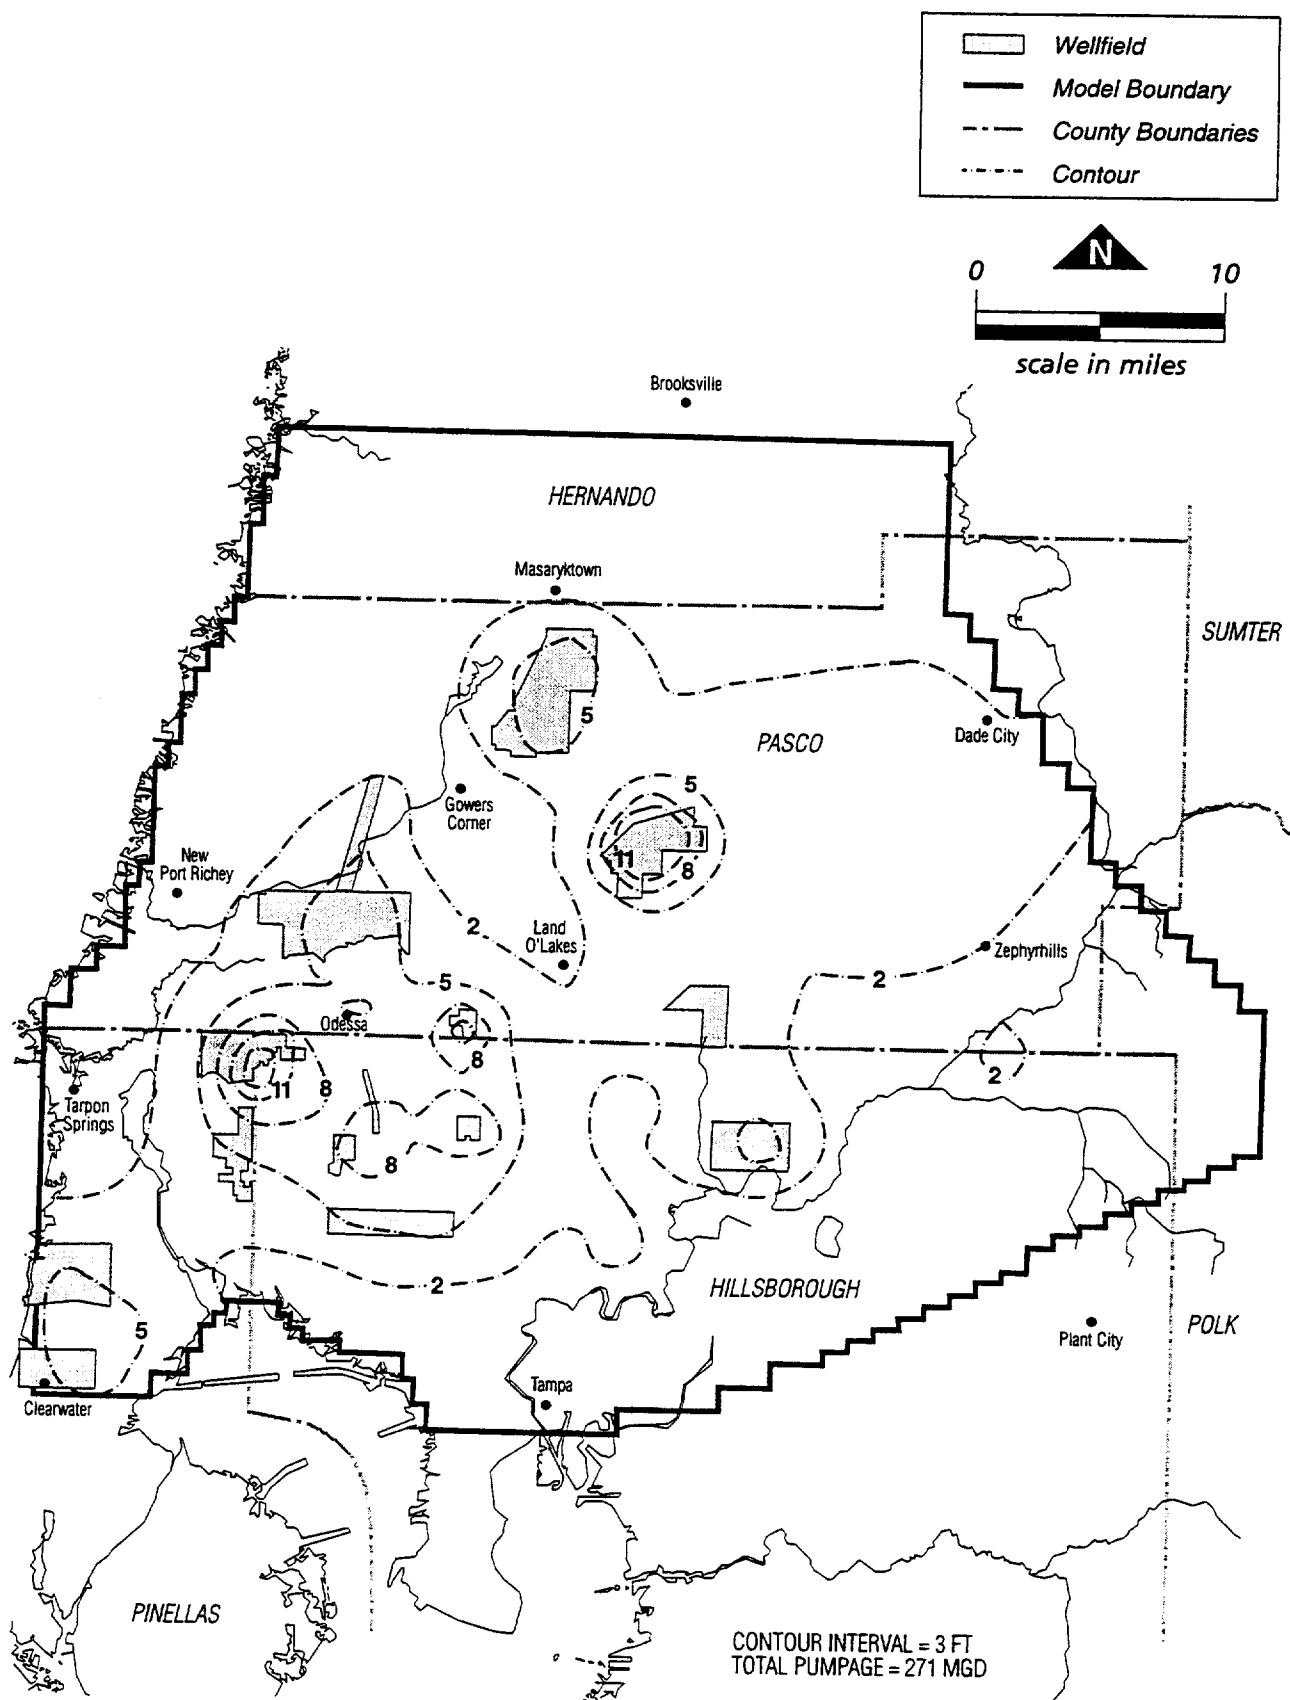 Wellfield
Model Boundary
County Boundaries
Contour
N
0
10
scale in miles
Brooksville
HERNANDO
Masaryktown
SUMTER
5
PASCO
Dade City
5
Gowers
Corner
11
8
New
Port Richey
2
Land
O'Lakes
Zephyrhills
5
2
Odessa
8
2
11
8
Tarpon
Springs
8
2
HILLSBOROUGH
5
Plant City
POLK
Clearwater
Tampa
PINELLAS
CONTOUR INTERVAL = 3 FT
TOTAL PUMPAGE = 271 MGD